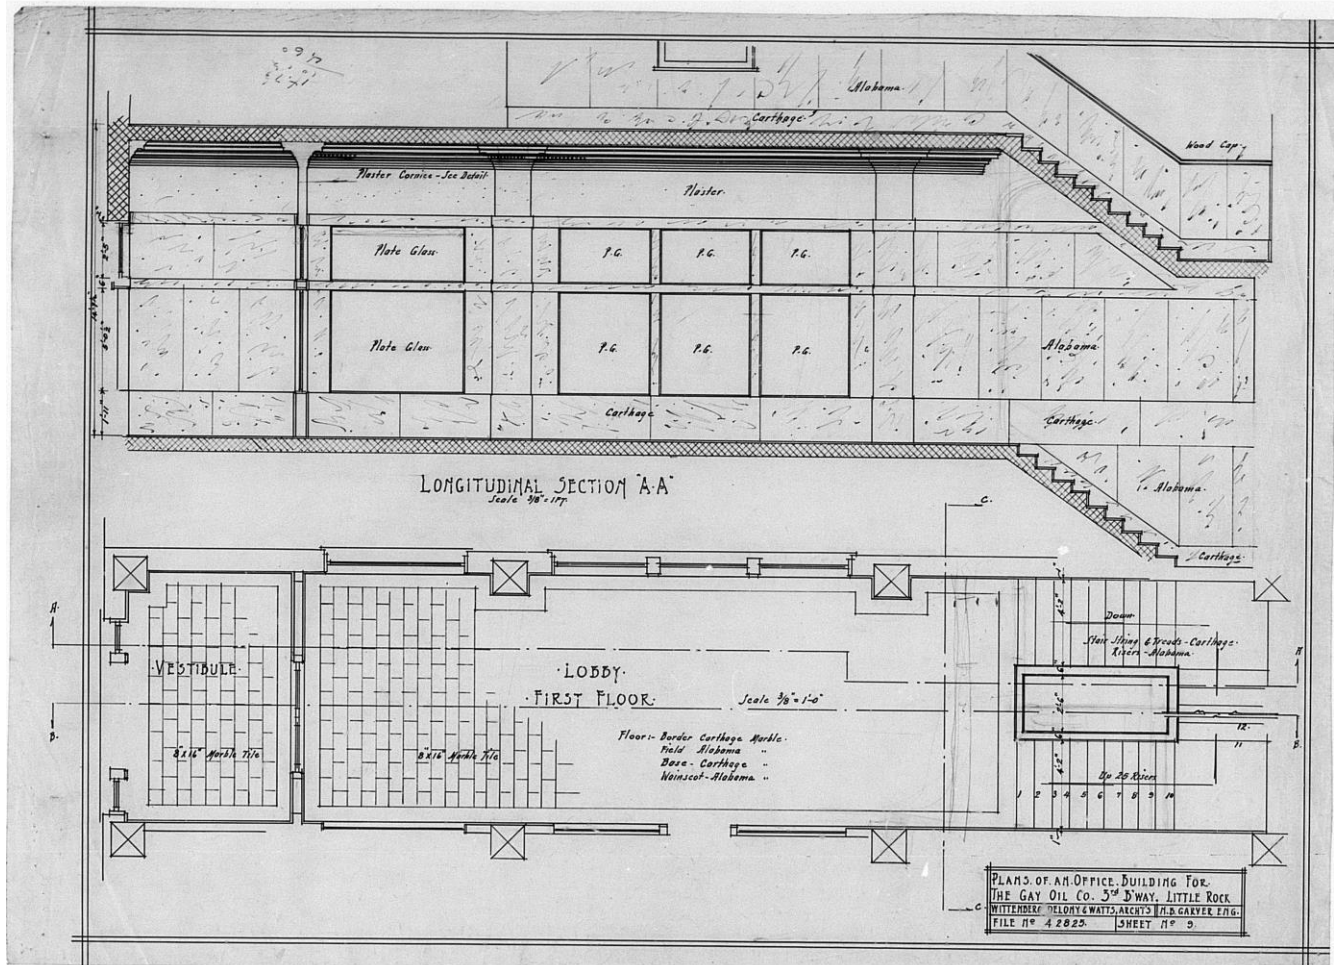 Alabama.
Carthage
Wood Cap
Plaster Cornice - See Detail
Plaster
Plate Glass
P.G.
P.G.
P.G.
Plate Glass
P.G.
P.G.
P.G.
Alabama
Carthage
Carthage
LONGITUDINAL SECTION "A-A"
Scale 3/8" = 1 FT.
Alabama.
Carthage
C.
A.
Down
Stair String & Treads - Carthage
Risers - Alabama
VESTIBULE
·LOBBY·
·FIRST FLOOR·
Scale 3/8" = 1'-0"
Floor:- Border Carthage Marble.
Field Alabama "
Base - Carthage "
Wainscot - Alabama "
B.
B.
12.
11
8"x16" Marble Tile
8"x16" Marble Tile
Up 25 Risers
1 2 3 4 5 6 7 8 9 10
C
PLANS. OF. AN. OFFICE. BUILDING FOR.
THE GAY OIL CO. 3rd B'WAY. LITTLE ROCK
WITTENBERG DELONY & WATTS, ARCHTS H.B. GARVER ENG.
FILE No 42825. SHEET No 9.